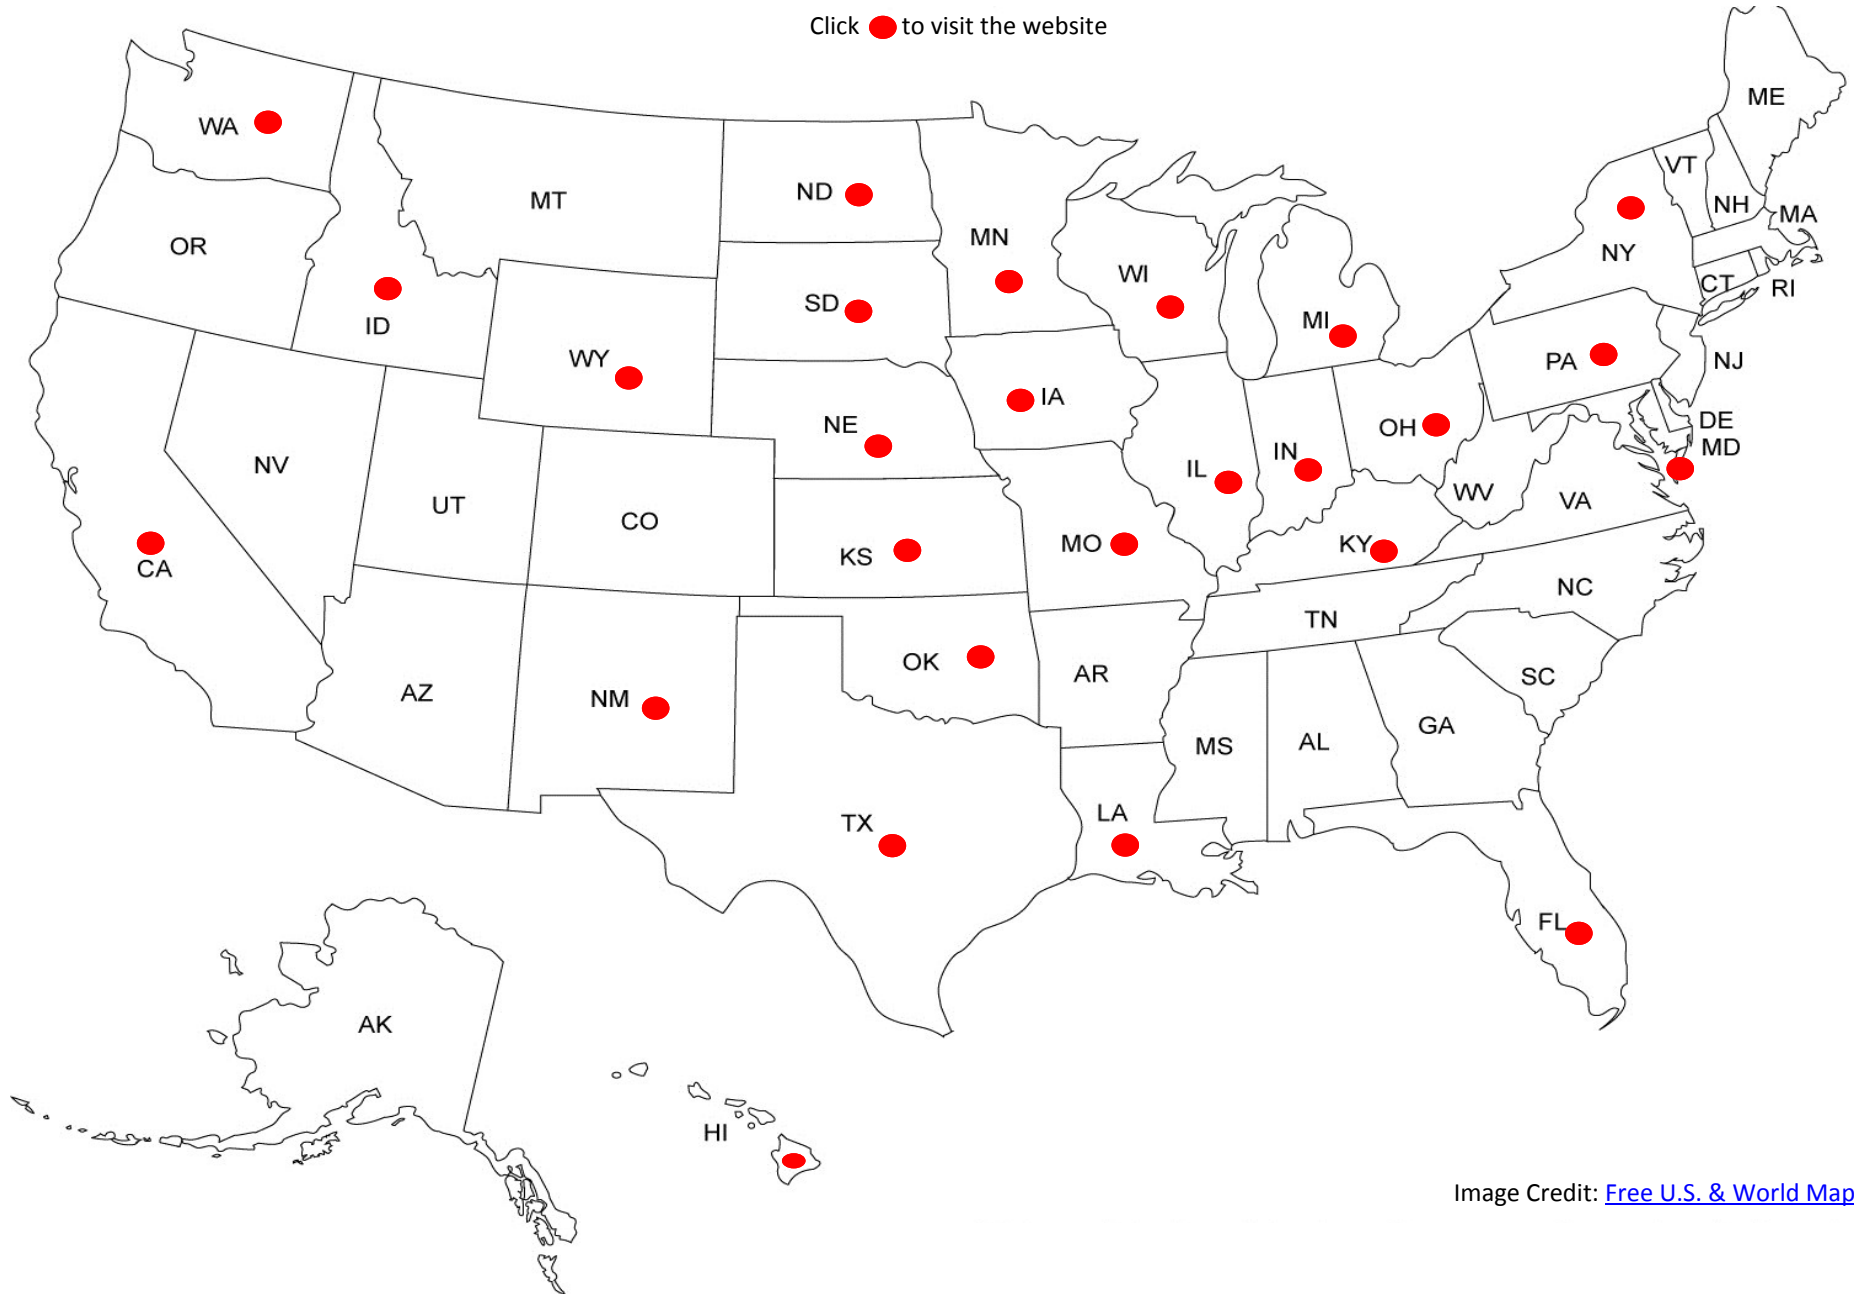 Click to visit the website
ME
WA
VT
ND
MT
NH
MA
MN
OR
NY
WI
CT
RI
SD
MI
ID
WY
PA
NJ
IA
NE
OH
DE
MD
IN
NV
IL
WV
VA
UT
CO
MO
KY
KS
CA
NC
TN
OK
AR
SC
AZ
NM
GA
MS
AL
LA
TX
FL
AK
HI
Image Credit: Free U.S. & World Map